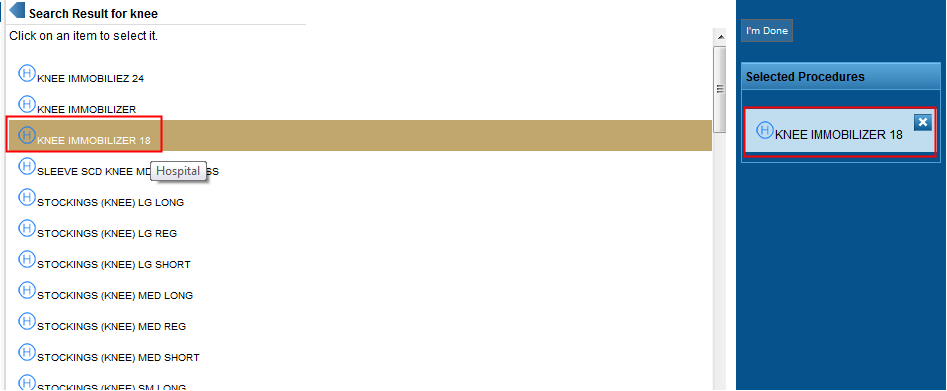 Search Result for knee
Click on an item to select it.
H KNEE IMMOBILIEZ 24
H KNEE IMMOBILIZER
H KNEE IMMOBILIZER 18
H SLEEVE SCD KNEE MD SS
Hospital
H STOCKINGS (KNEE) LG LONG
H STOCKINGS (KNEE) LG REG
H STOCKINGS (KNEE) LG SHORT
H STOCKINGS (KNEE) MED LONG
H STOCKINGS (KNEE) MED REG
H STOCKINGS (KNEE) MED SHORT
H STOCKINGS (KNEE) SM LONG
I'm Done
Selected Procedures
H KNEE IMMOBILIZER 18